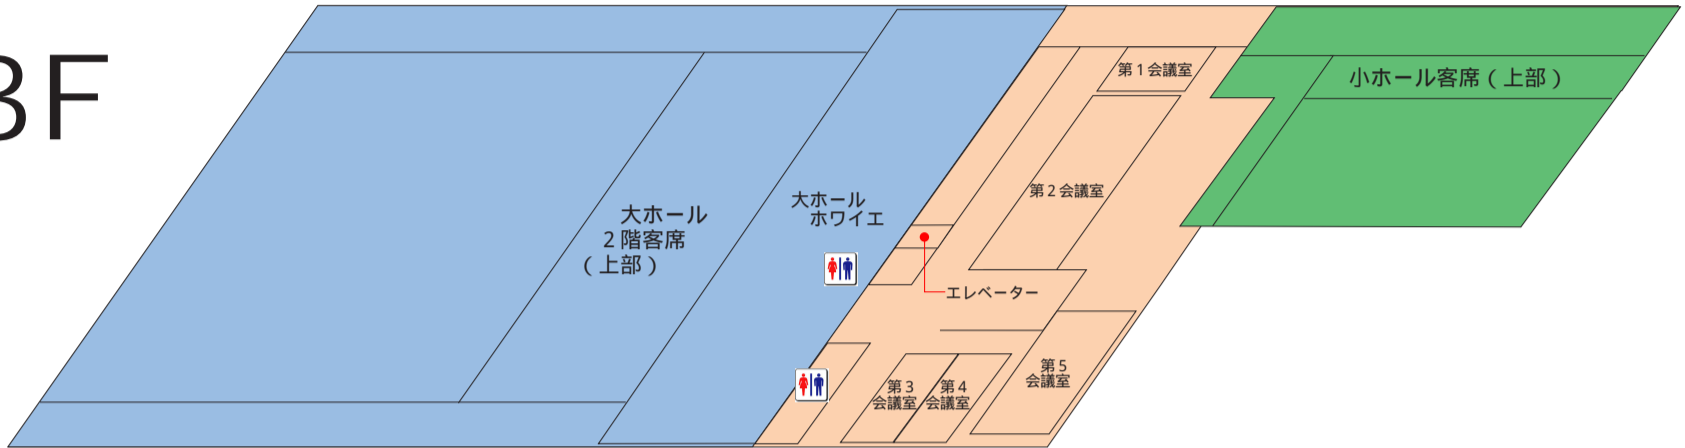 3F
第1会議室
小ホール客席(上部)
第2会議室
大ホール
2階客席
(上部)
大ホール
ホワイエ
エレベーター
第3
会議室
第4
会議室
第5
会議室